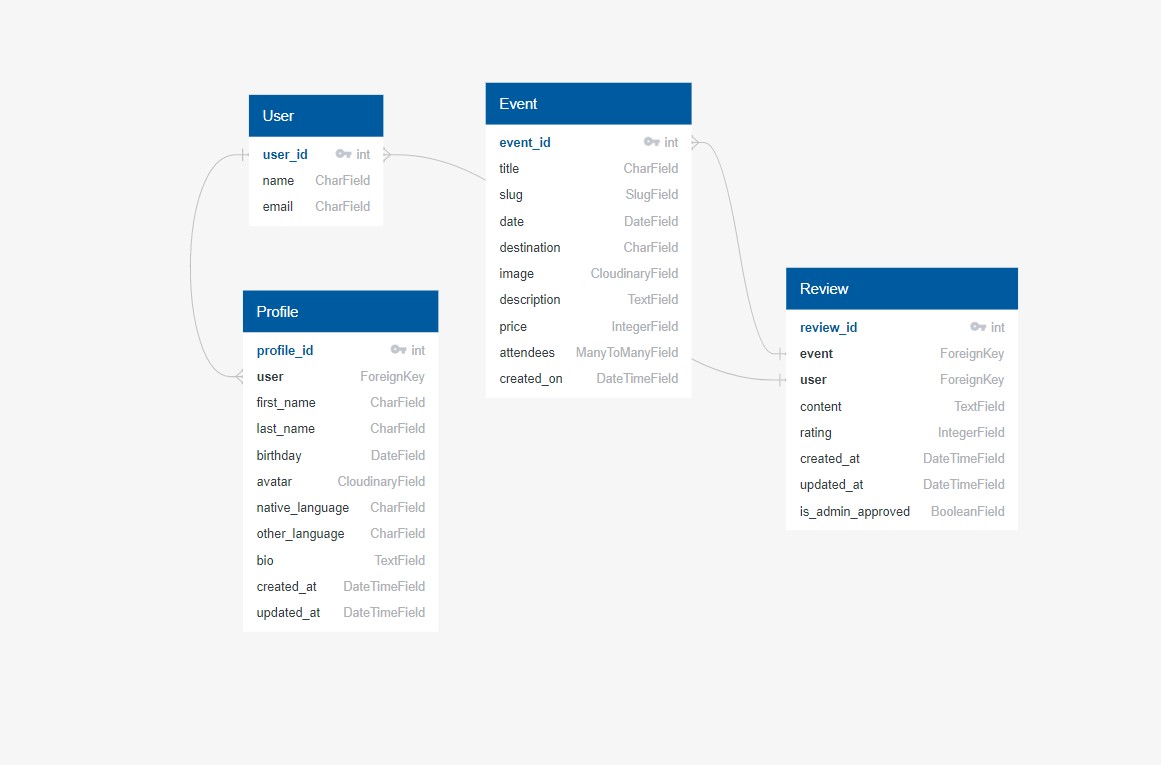 User
user_id int
name CharField
email CharField
Event
event_id int
title CharField
slug SlugField
date DateField
destination CharField
image CloudinaryField
description TextField
price IntegerField
attendees ManyToManyField
created_on DateTimeField
Profile
profile_id int
user ForeignKey
first_name CharField
last_name CharField
birthday DateField
avatar CloudinaryField
native_language CharField
other_language CharField
bio TextField
created_at DateTimeField
updated_at DateTimeField
Review
review_id int
event ForeignKey
user ForeignKey
content TextField
rating IntegerField
created_at DateTimeField
updated_at DateTimeField
is_admin_approved BooleanField